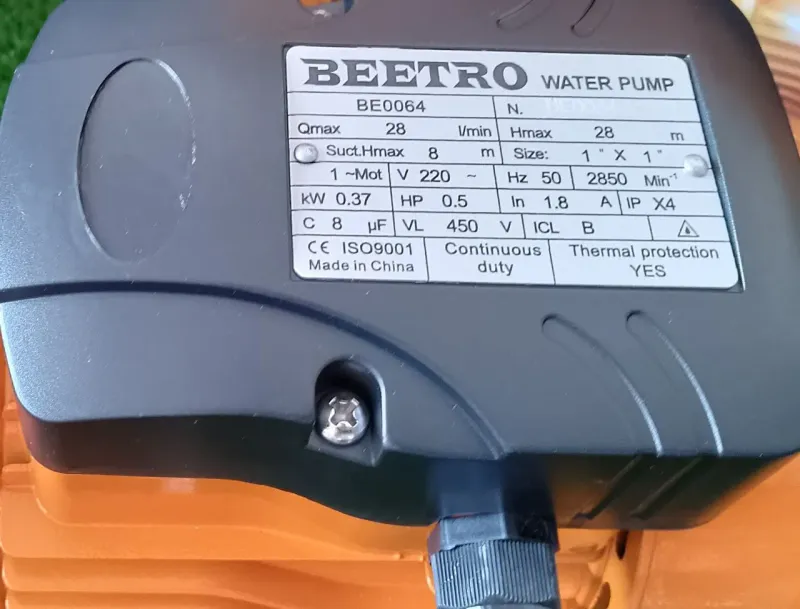 BEETRO WATER PUMP
BE0064 N.
Qmax 28 l/min Hmax 28 m
Suct.Hmax 8 m Size: 1 " X 1 "
1 ~Mot V 220 ~ Hz 50 2850 Min⁻¹
kW 0.37 HP 0.5 In 1.8 A IP X4
C 8 µF VL 450 V ICL B
CE ISO9001 Continuous Thermal protection
Made in China duty YES